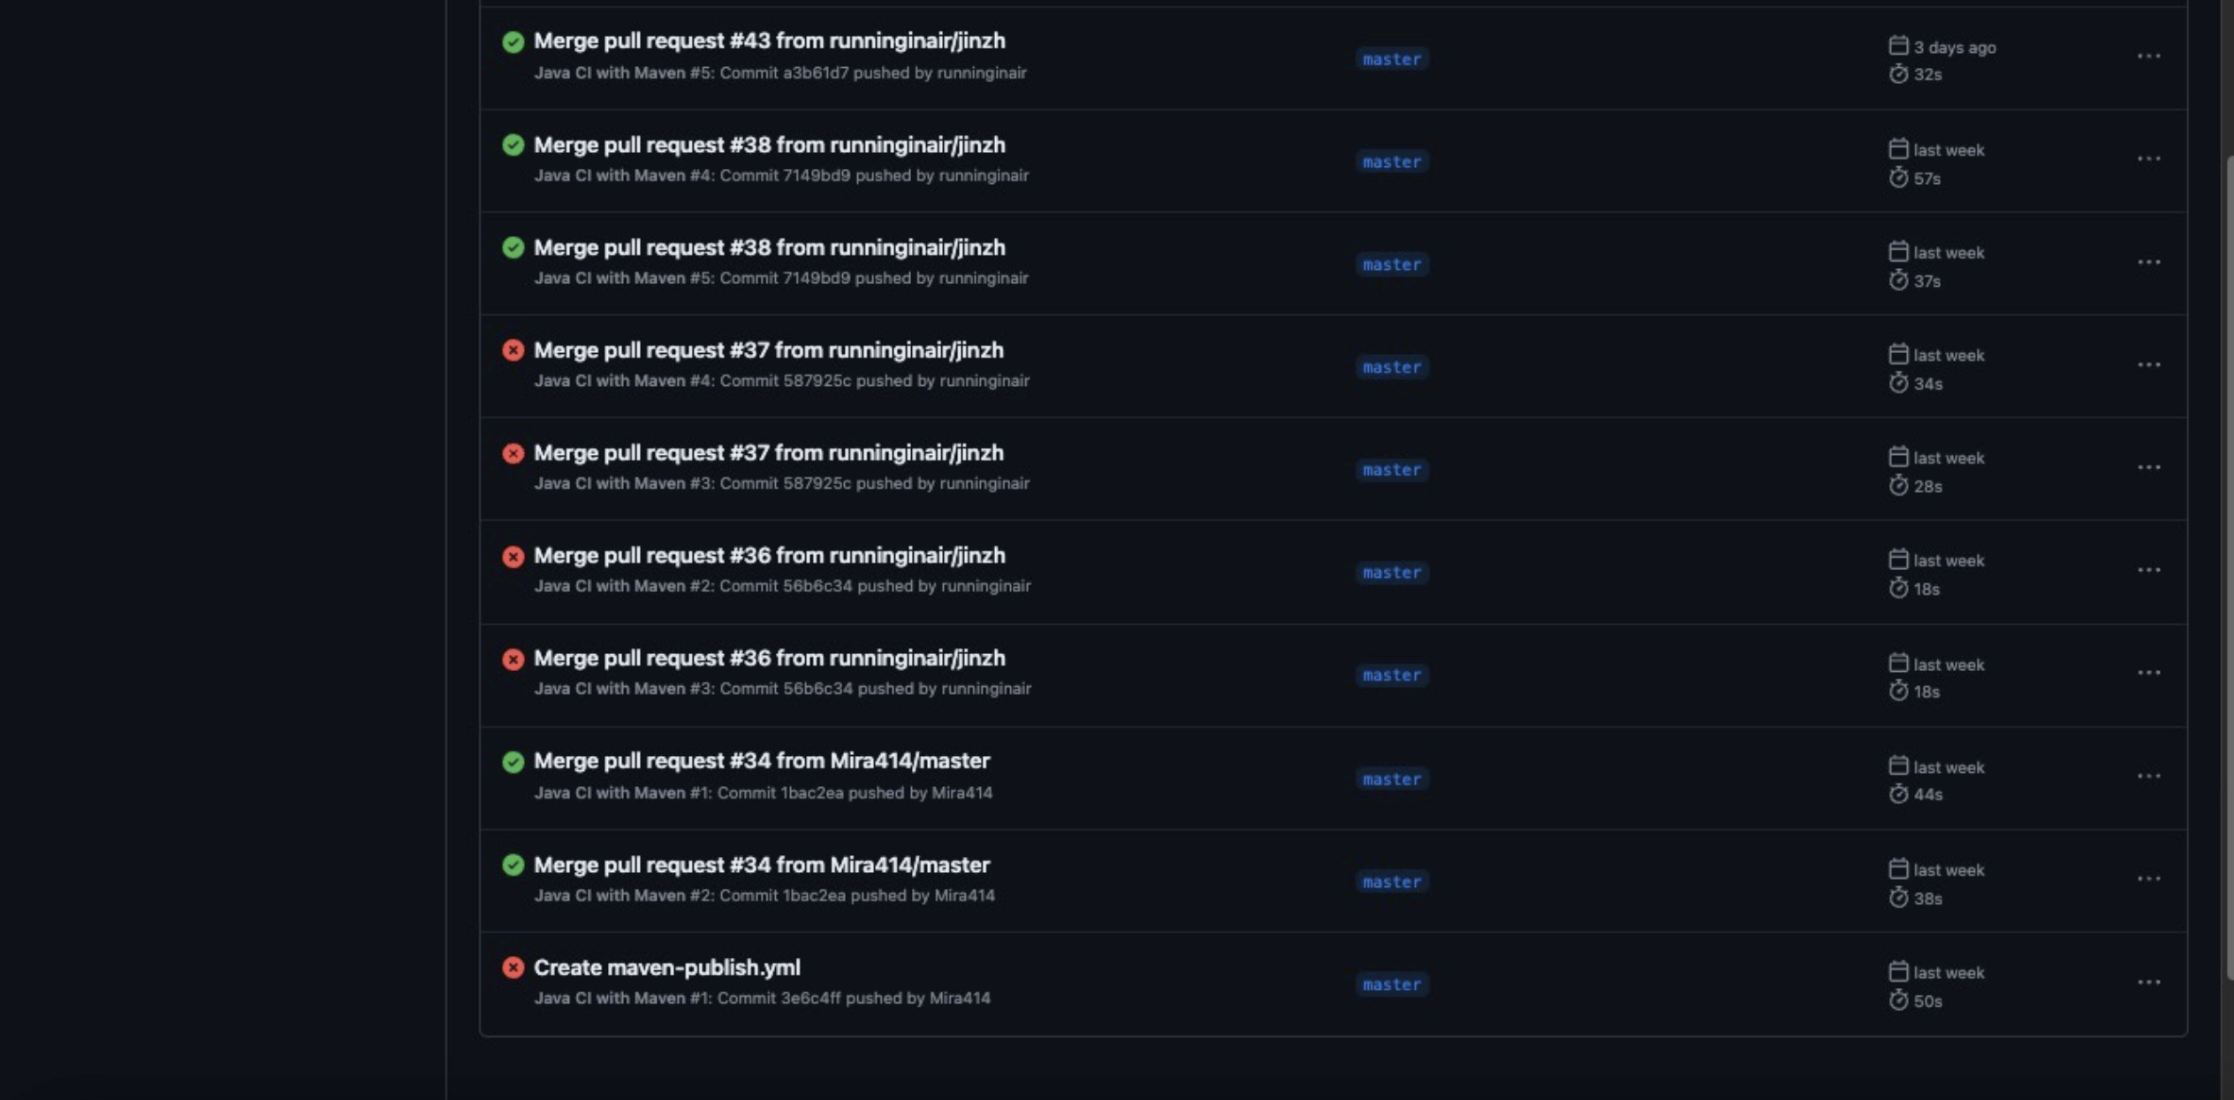 Merge pull request #43 from runninginair/jinzh
Java CI with Maven #5: Commit a3b61d7 pushed by runninginair
master
3 days ago
32s
...
Merge pull request #38 from runninginair/jinzh
Java CI with Maven #4: Commit 7149bd9 pushed by runninginair
master
last week
57s
...
Merge pull request #38 from runninginair/jinzh
Java CI with Maven #5: Commit 7149bd9 pushed by runninginair
master
last week
37s
...
Merge pull request #37 from runninginair/jinzh
Java CI with Maven #4: Commit 587925c pushed by runninginair
master
last week
34s
...
Merge pull request #37 from runninginair/jinzh
Java CI with Maven #3: Commit 587925c pushed by runninginair
master
last week
28s
...
Merge pull request #36 from runninginair/jinzh
Java CI with Maven #2: Commit 56b6c34 pushed by runninginair
master
last week
18s
...
Merge pull request #36 from runninginair/jinzh
Java CI with Maven #3: Commit 56b6c34 pushed by runninginair
master
last week
18s
...
Merge pull request #34 from Mira414/master
Java CI with Maven #1: Commit 1bac2ea pushed by Mira414
master
last week
44s
...
Merge pull request #34 from Mira414/master
Java CI with Maven #2: Commit 1bac2ea pushed by Mira414
master
last week
38s
...
Create maven-publish.yml
Java CI with Maven #1: Commit 3e6c4ff pushed by Mira414
master
last week
50s
...